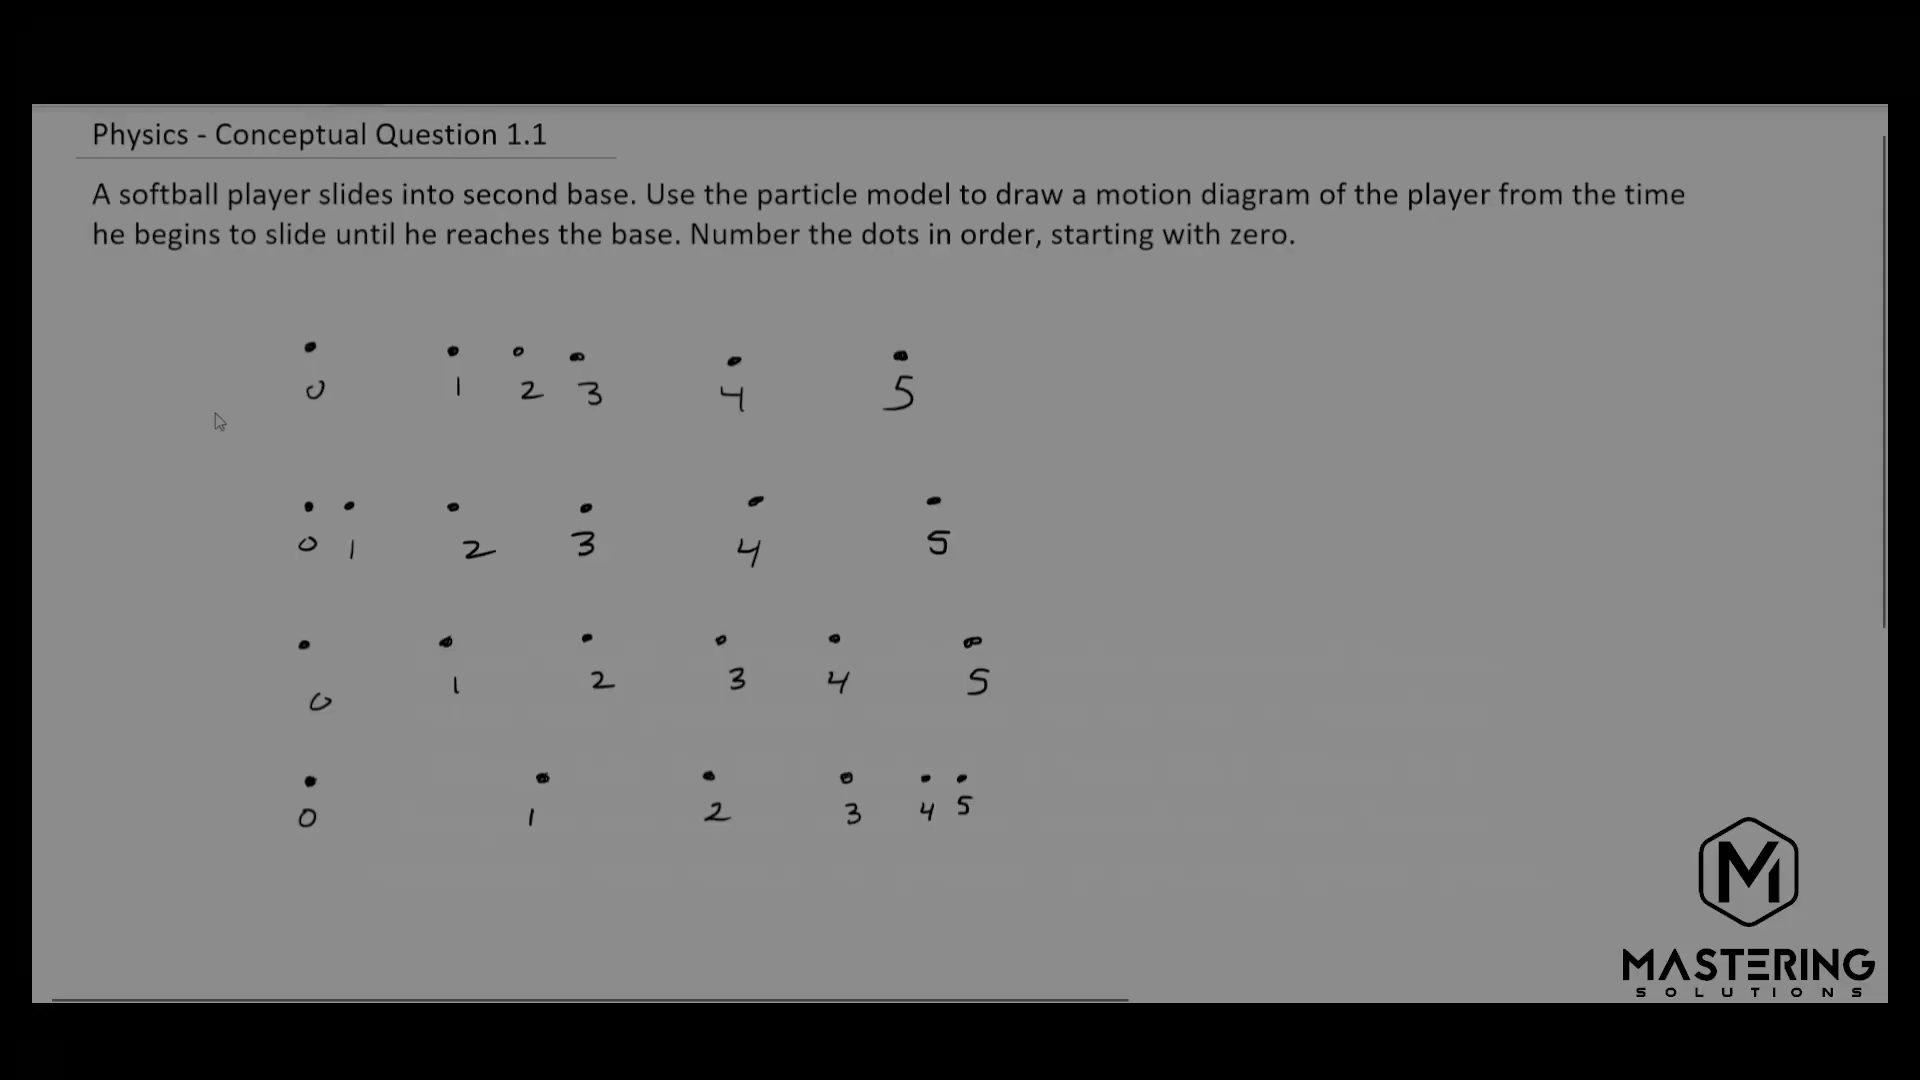 Physics - Conceptual Question 1.1
A softball player slides into second base. Use the particle model to draw a motion diagram of the player from the time
he begins to slide until he reaches the base. Number the dots in order, starting with zero.
0 1 2 3 4 5
0 1 2 3 4 5
0 1 2 3 4 5
0 1 2 3 4 5
M
MASTERING
SOLUTIONS